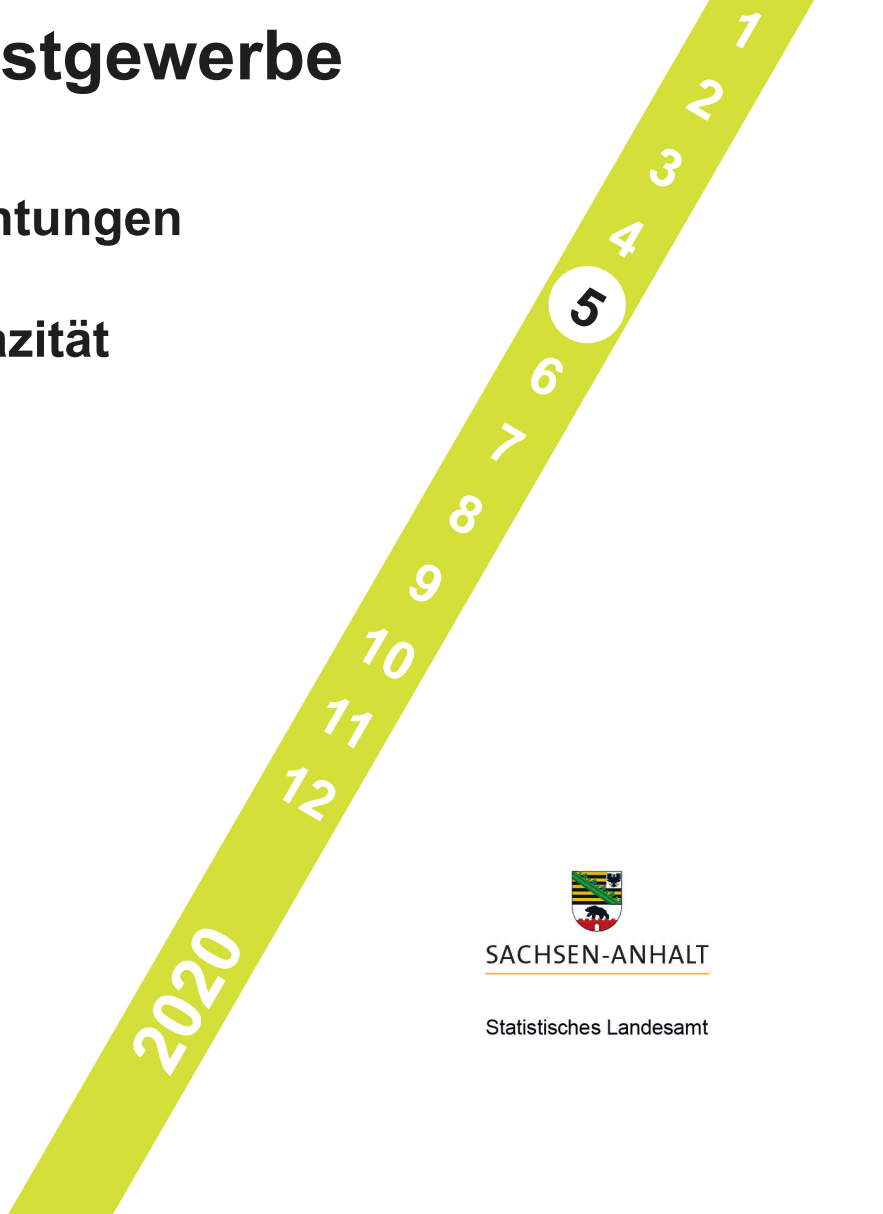 stgewerbe
ntungen
azität
1
2
3
4
5
6
7
8
9
10
11
12
2020
SACHSEN-ANHALT
Statistisches Landesamt